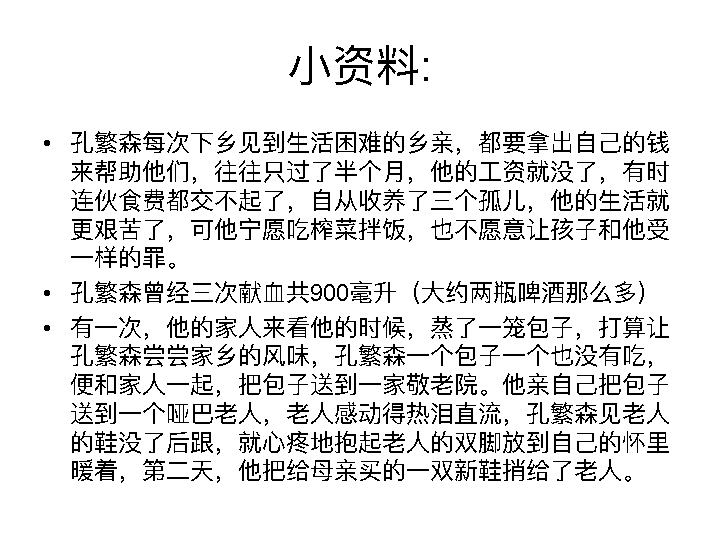 小资料:
• 孔繁森每次下乡见到生活困难的乡亲，都要拿出自己的钱
来帮助他们，往往只过了半个月，他的工资就没了，有时
连伙食费都交不起了，自从收养了三个孤儿，他的生活就
更艰苦了，可他宁愿吃榨菜拌饭，也不愿意让孩子和他受
一样的罪。
• 孔繁森曾经三次献血共900毫升（大约两瓶啤酒那么多）
• 有一次，他的家人来看他的时候，蒸了一笼包子，打算让
孔繁森尝尝家乡的风味，孔繁森一个包子一个也没有吃，
便和家人一起，把包子送到一家敬老院。他亲自己把包子
送到一个哑巴老人，老人感动得热泪直流，孔繁森见老人
的鞋没了后跟，就心疼地抱起老人的双脚放到自己的怀里
暖着，第二天，他把给母亲买的一双新鞋捎给了老人。